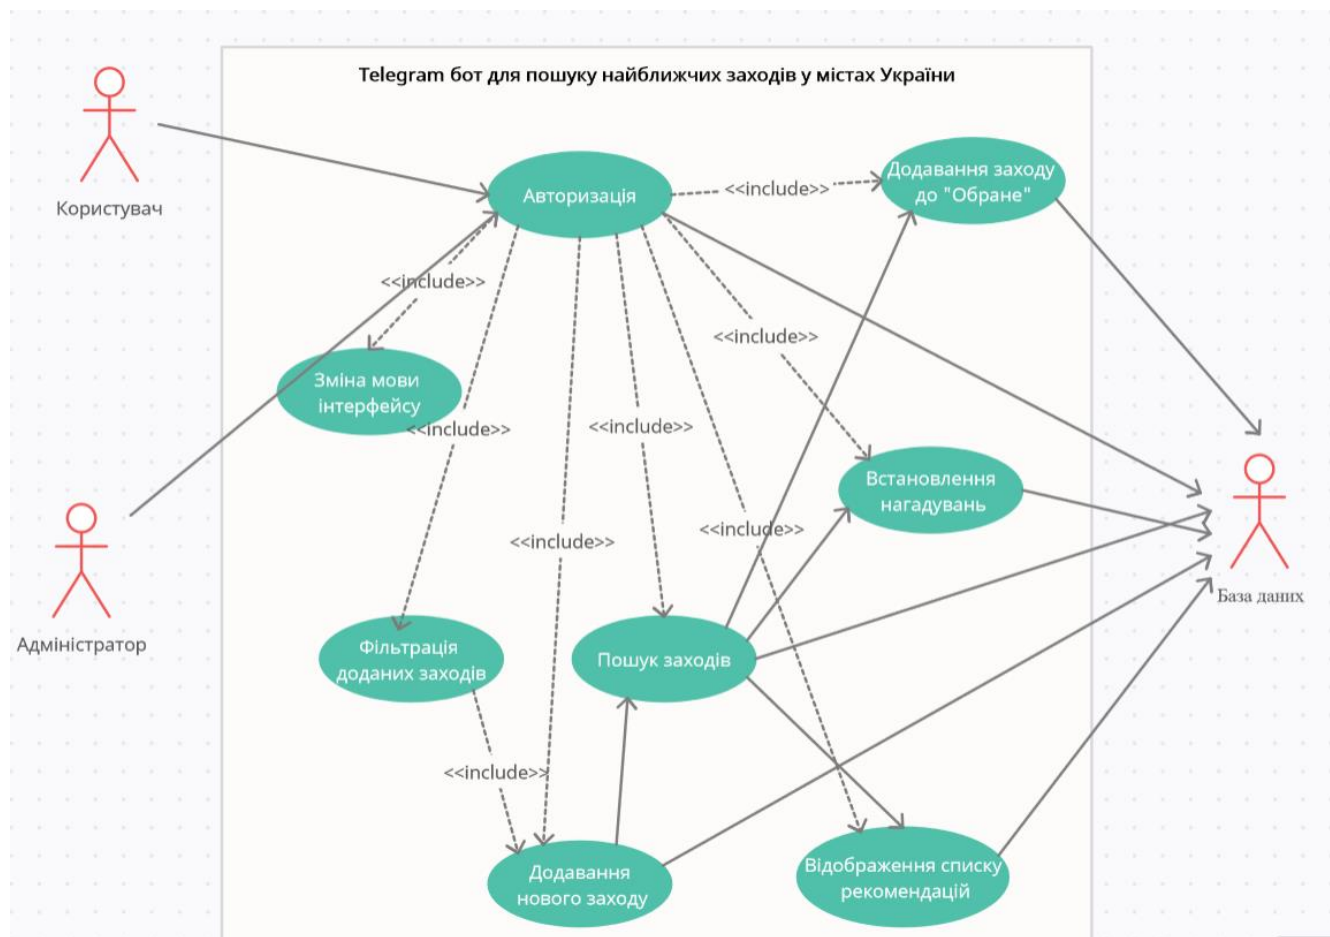 Telegram бот для пошуку найближчих заходів у містах України
Користувач
Авторизація
<<include>>
Додавання заходу
до "Обране"
<<include>>
<<include>>
Зміна мови
інтерфейсу
<<include>>
<<include>>
Встановлення
нагадувань
<<include>>
<<include>>
База даних
Адміністратор
Фільтрація
доданих заходів
Пошук заходів
<<include>>
Додавання
нового заходу
Відображення списку
рекомендацій